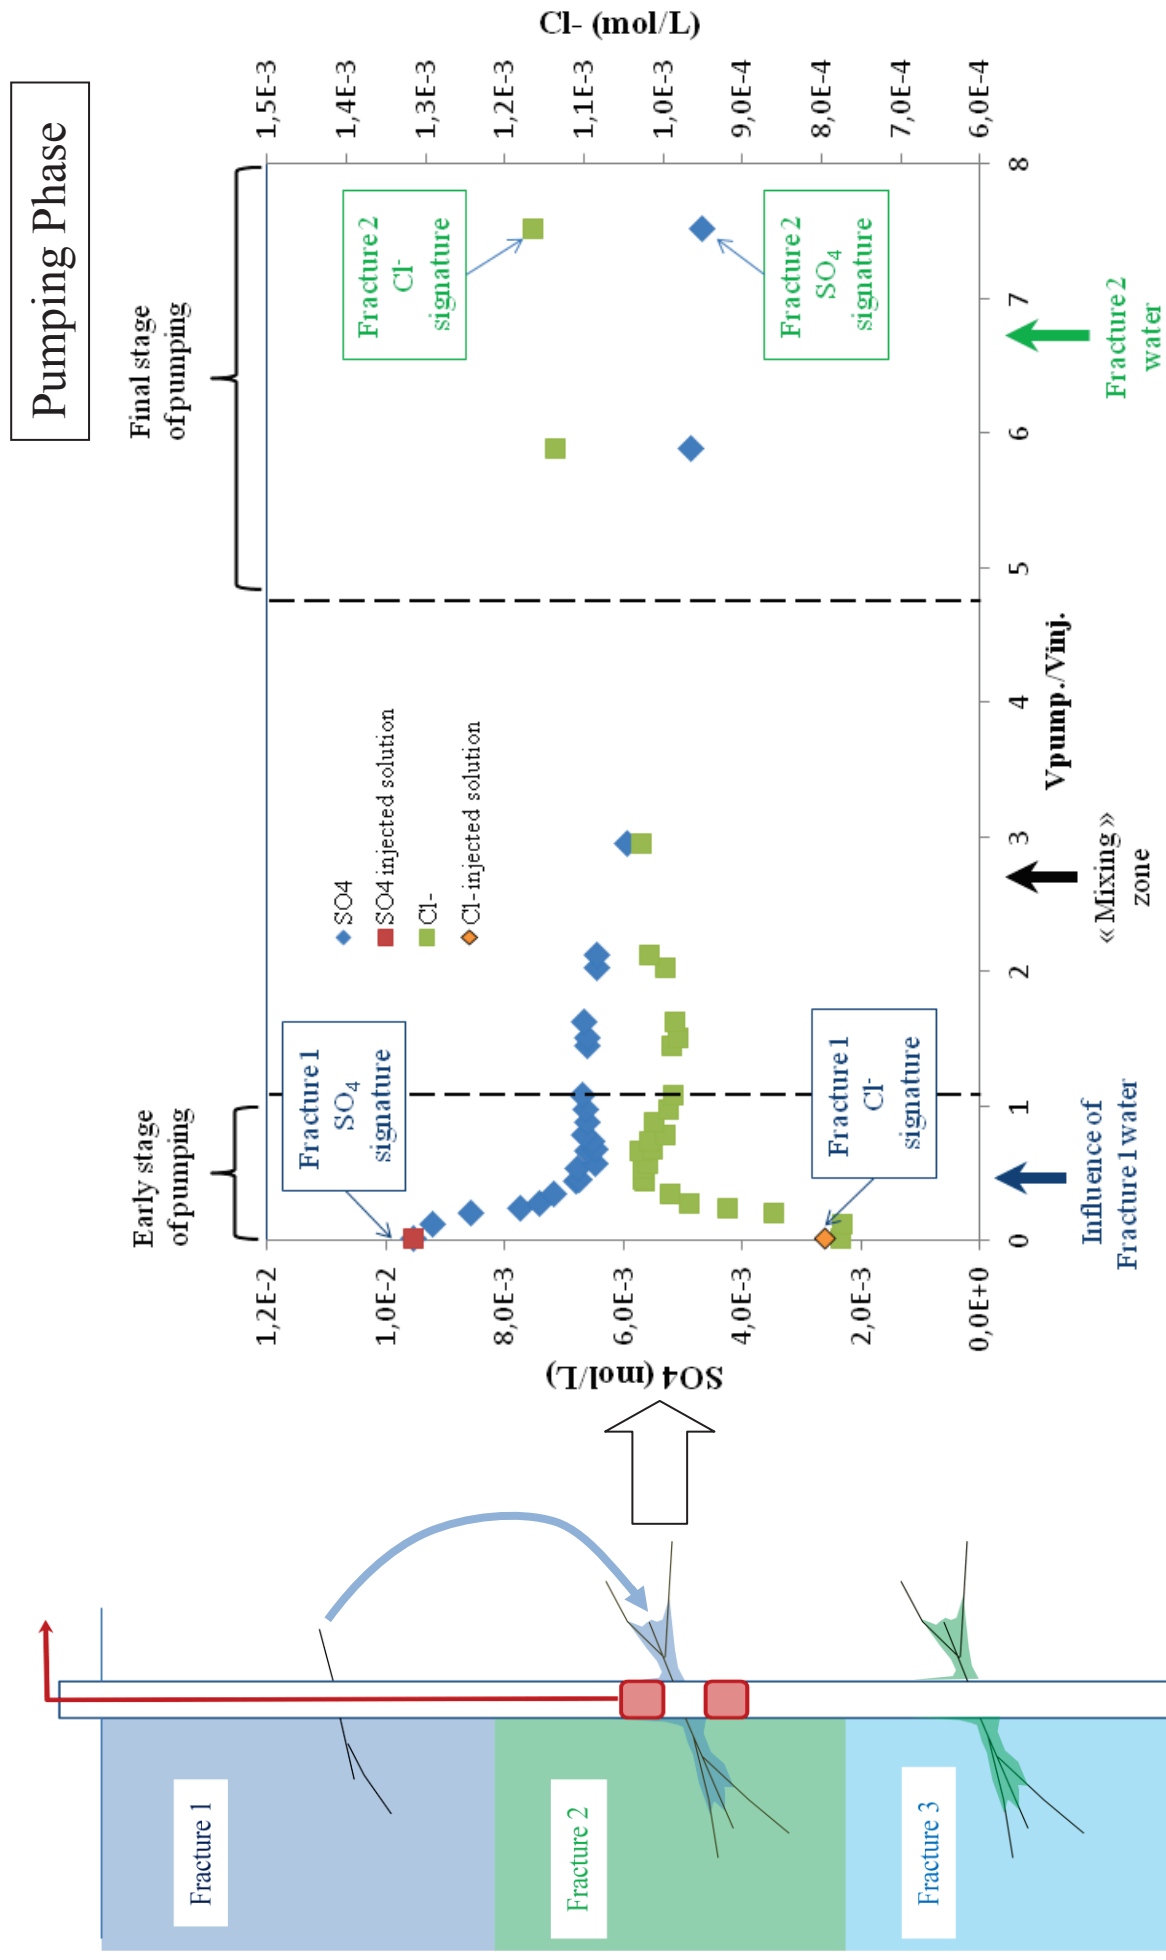 Pumping Phase
Fracture 1
Fracture 2
Fracture 3
Early stage
of pumping
Final stage
of pumping
SO4 (mol/L)
1,2E-2
1,0E-2
8,0E-3
6,0E-3
4,0E-3
2,0E-3
0,0E+0
Cl- (mol/L)
1,5E-3
1,4E-3
1,3E-3
1,2E-3
1,1E-3
1,0E-3
9,0E-4
8,0E-4
7,0E-4
6,0E-4
Fracture 1
SO4
signature
SO4
SO4 injected solution
Cl-
Cl- injected solution
Fracture 2
Cl-
signature
Fracture 2
SO4
signature
Fracture 1
Cl-
signature
0
1
2
3
4
5
6
7
8
Vpump./Vinj.
Influence of
Fracture 1 water
« Mixing »
zone
Fracture 2
water